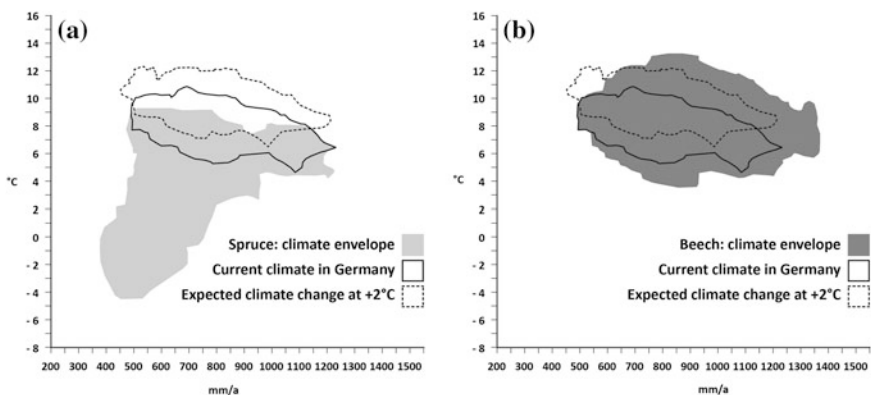 (a)
16
14
12
10
8
6
4
2
0
- 2
- 4
- 6
- 8
°C
Spruce: climate envelope
Current climate in Germany
Expected climate change at +2°C
200 300 400 500 600 700 800 900 1000 1100 1200 1300 1400 1500
mm/a
(b)
16
14
12
10
8
6
4
2
0
- 2
- 4
- 6
- 8
°C
Beech: climate envelope
Current climate in Germany
Expected climate change at +2°C
200 300 400 500 600 700 800 900 1000 1100 1200 1300 1400 1500
mm/a